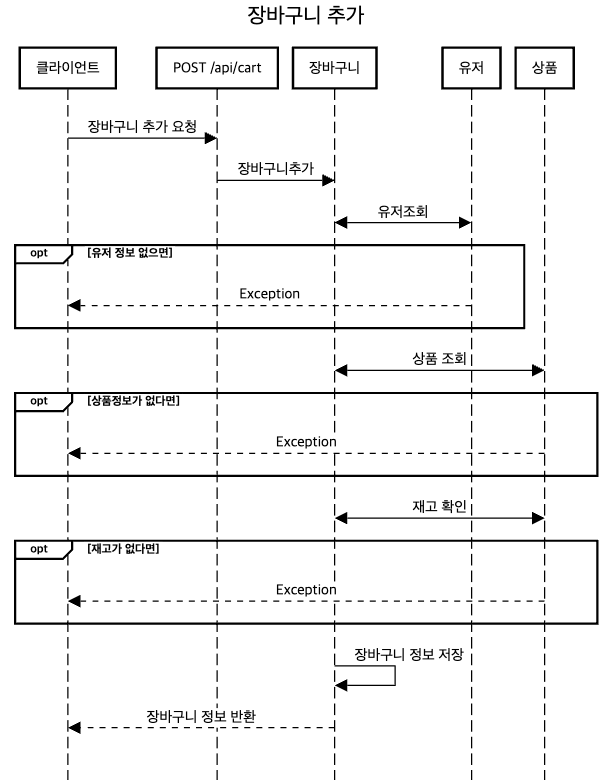 장바구니 추가
클라이언트
POST /api/cart
장바구니
유저
상품
장바구니 추가 요청
장바구니추가
유저조회
opt
[유저 정보 없으면]
Exception
상품 조회
opt
[상품정보가 없다면]
Exception
재고 확인
opt
[재고가 없다면]
Exception
장바구니 정보 저장
장바구니 정보 반환